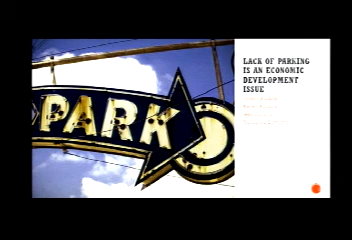 PARK
LACK OF PARKING
IS AN ECONOMIC
DEVELOPMENT
ISSUE